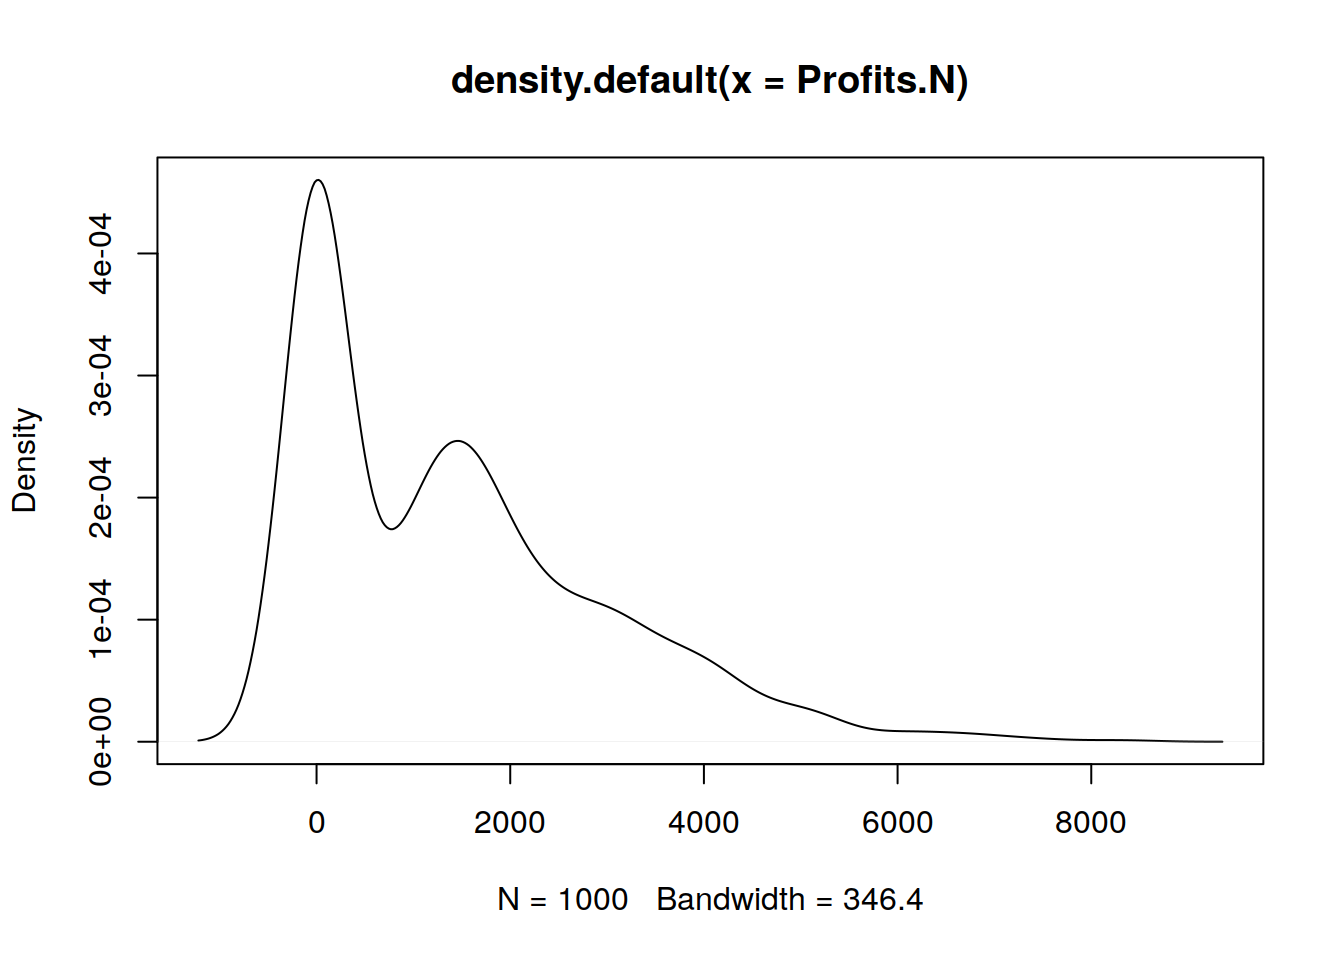 density.default(x = Profits.N)
Density
4e-04
3e-04
2e-04
1e-04
0e+00
0 2000 4000 6000 8000
N = 1000 Bandwidth = 346.4